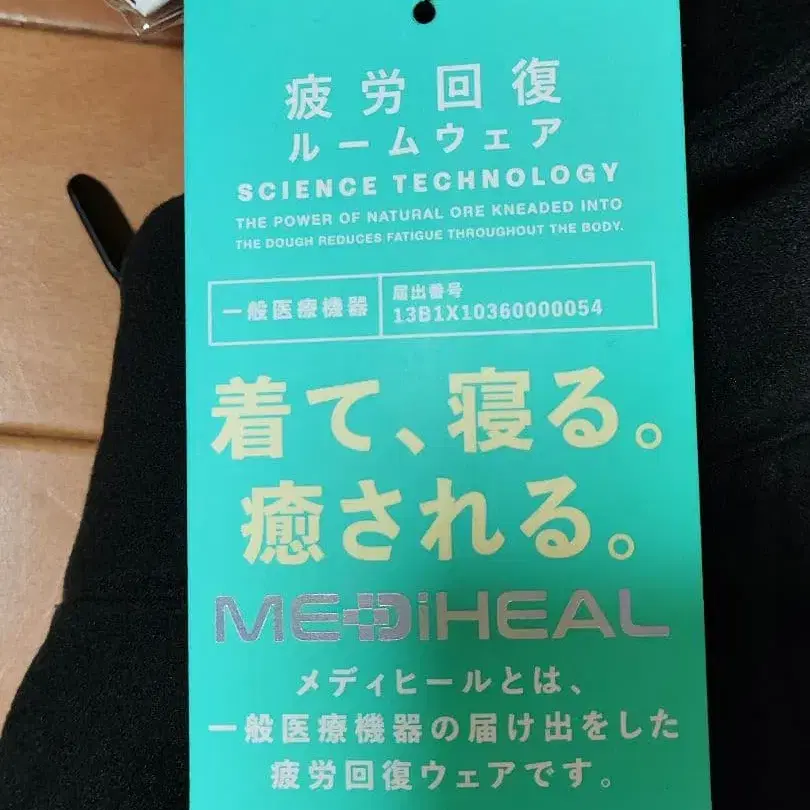 疲労回復
ルームウェア
SCIENCE TECHNOLOGY
THE POWER OF NATURAL ORE KNEADED INTO
THE DOUGH REDUCES FATIGUE THROUGHOUT THE BODY.
一般医療機器
届出番号
13B1X10360000054
着て、寝る。
癒される。
MEDiHEAL
メディヒールとは、
一般医療機器の届け出をした
疲労回復ウェアです。